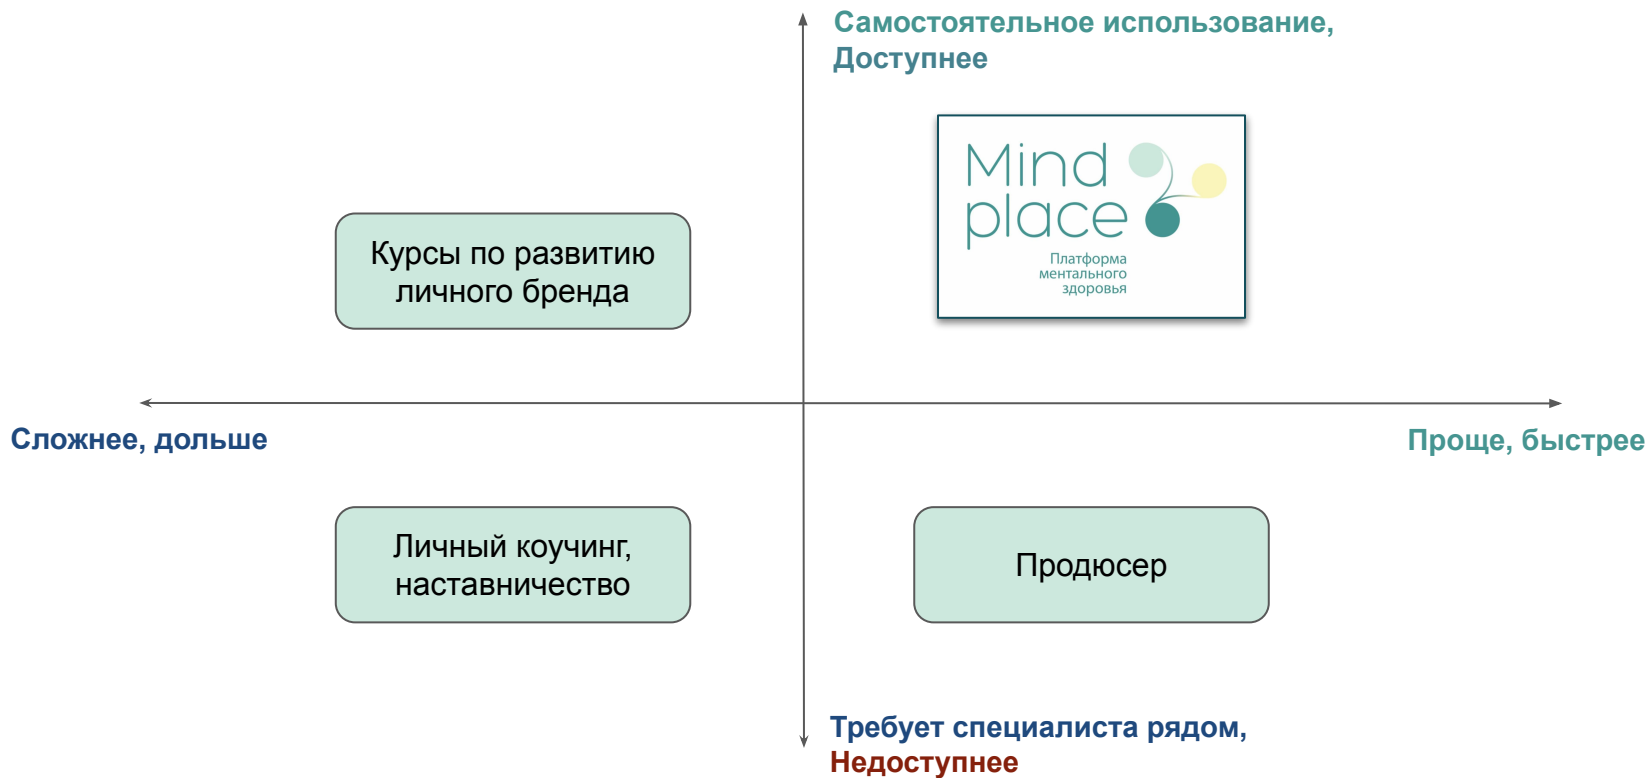 Самостоятельное использование,
Доступнее
Mind
place
Платформа
ментального
здоровья
Курсы по развитию
личного бренда
Сложнее, дольше
Проще, быстрее
Личный коучинг,
наставничество
Продюсер
Требует специалиста рядом,
Недоступнее